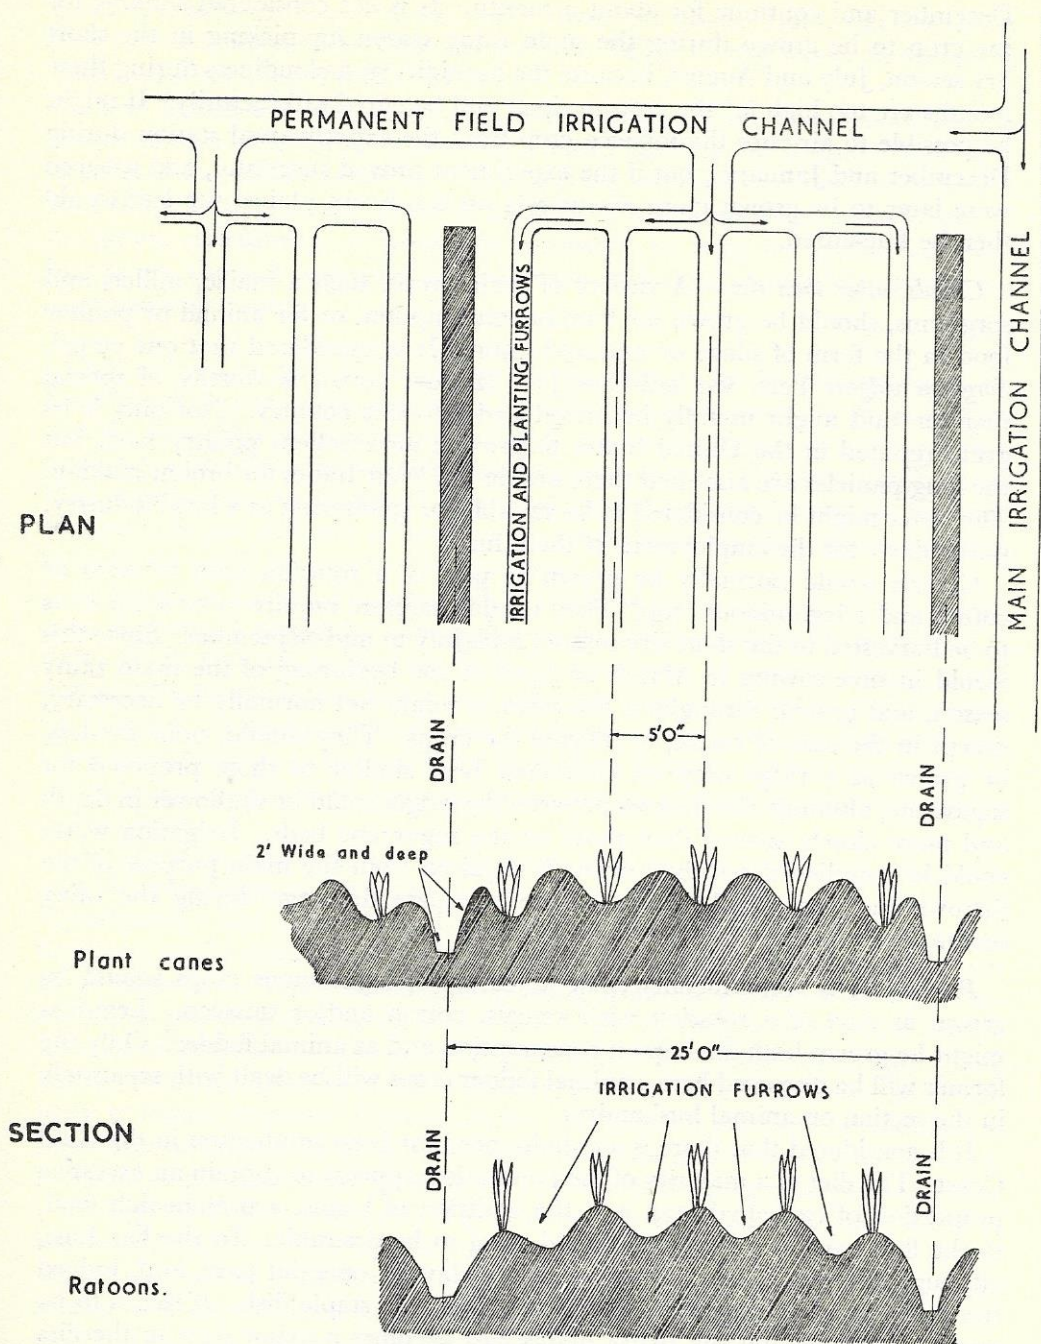 PERMANENT FIELD IRRIGATION CHANNEL
IRRIGATION AND PLANTING FURROWS
MAIN IRRIGATION CHANNEL
PLAN
DRAIN
5'0"
DRAIN
2' Wide and deep
Plant canes
25'0"
IRRIGATION FURROWS
SECTION
DRAIN
DRAIN
Ratoons.